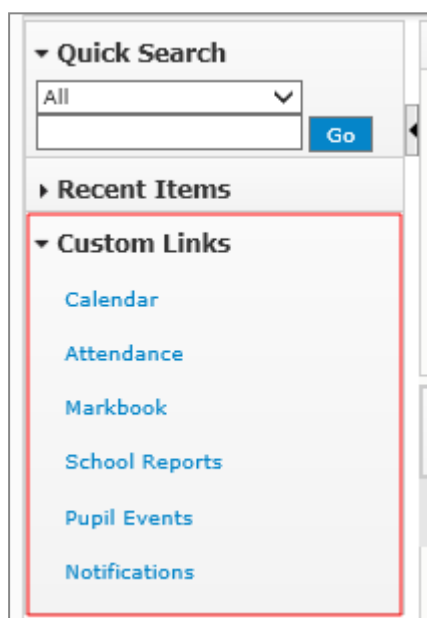 Quick Search
All
Go
Recent Items
Custom Links
Calendar
Attendance
Markbook
School Reports
Pupil Events
Notifications